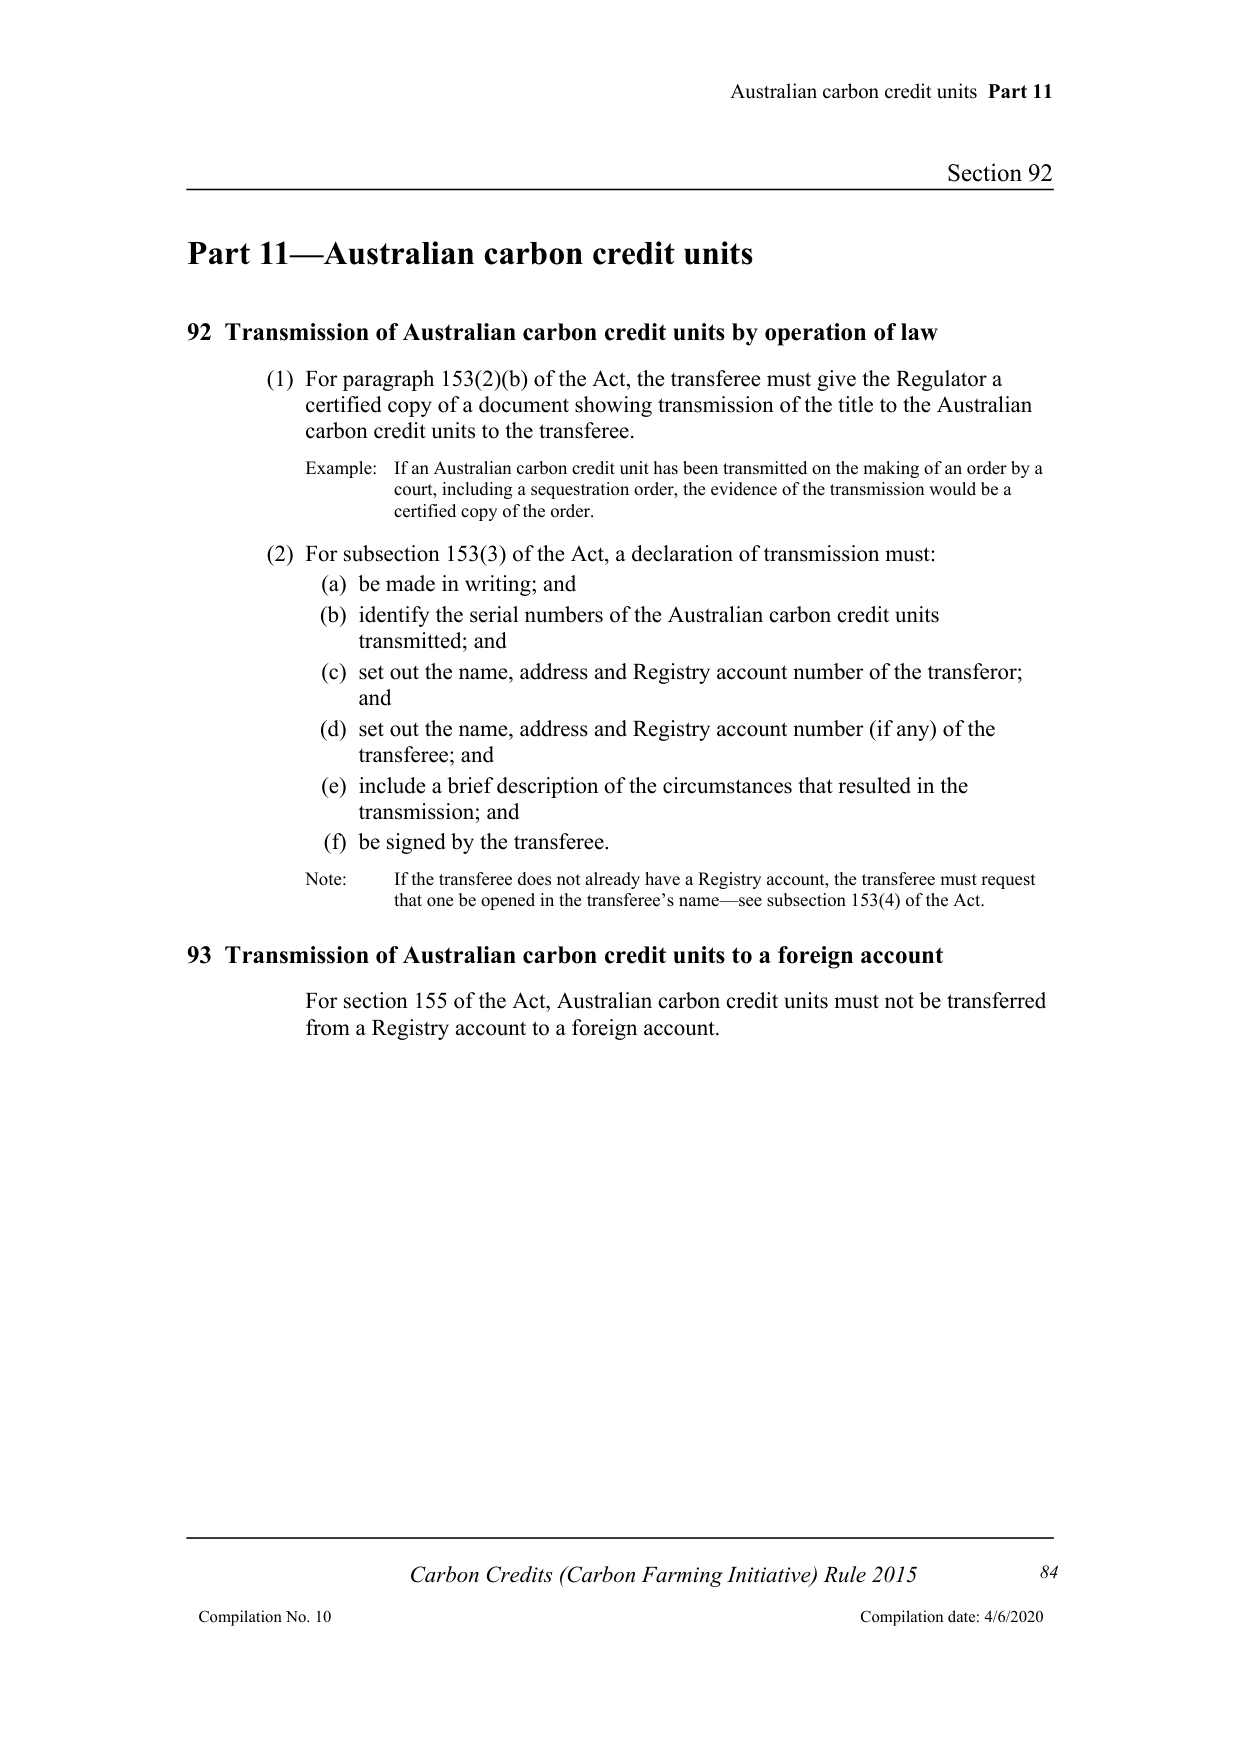 Australian carbon credit units Part 11
Section 92
Part 11—Australian carbon credit units
92 Transmission of Australian carbon credit units by operation of law
(1) For paragraph 153(2)(b) of the Act, the transferee must give the Regulator a
certified copy of a document showing transmission of the title to the Australian
carbon credit units to the transferee.
Example: If an Australian carbon credit unit has been transmitted on the making of an order by a
court, including a sequestration order, the evidence of the transmission would be a
certified copy of the order.
(2) For subsection 153(3) of the Act, a declaration of transmission must:
(a) be made in writing; and
(b) identify the serial numbers of the Australian carbon credit units
transmitted; and
(c) set out the name, address and Registry account number of the transferor;
and
(d) set out the name, address and Registry account number (if any) of the
transferee; and
(e) include a brief description of the circumstances that resulted in the
transmission; and
(f) be signed by the transferee.
Note: If the transferee does not already have a Registry account, the transferee must request
that one be opened in the transferee’s name—see subsection 153(4) of the Act.
93 Transmission of Australian carbon credit units to a foreign account
For section 155 of the Act, Australian carbon credit units must not be transferred
from a Registry account to a foreign account.
Carbon Credits (Carbon Farming Initiative) Rule 2015 84
Compilation No. 10 Compilation date: 4/6/2020